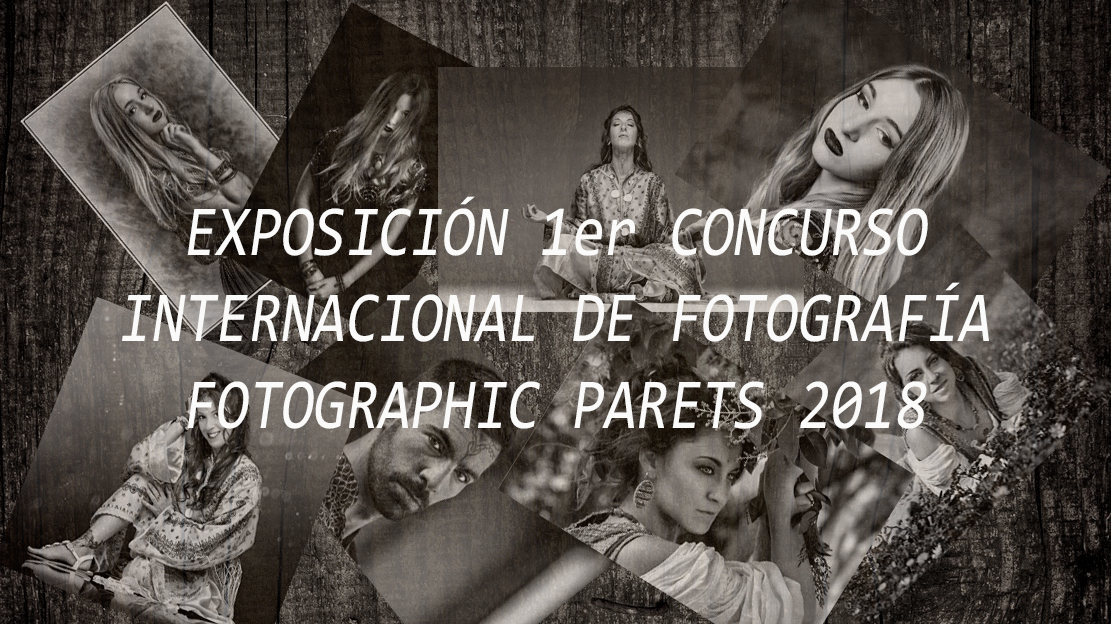 EXPOSICIÓN 1er CONCURSO
INTERNACIONAL DE FOTOGRAFÍA
FOTOGRAPHIC PARETS 2018